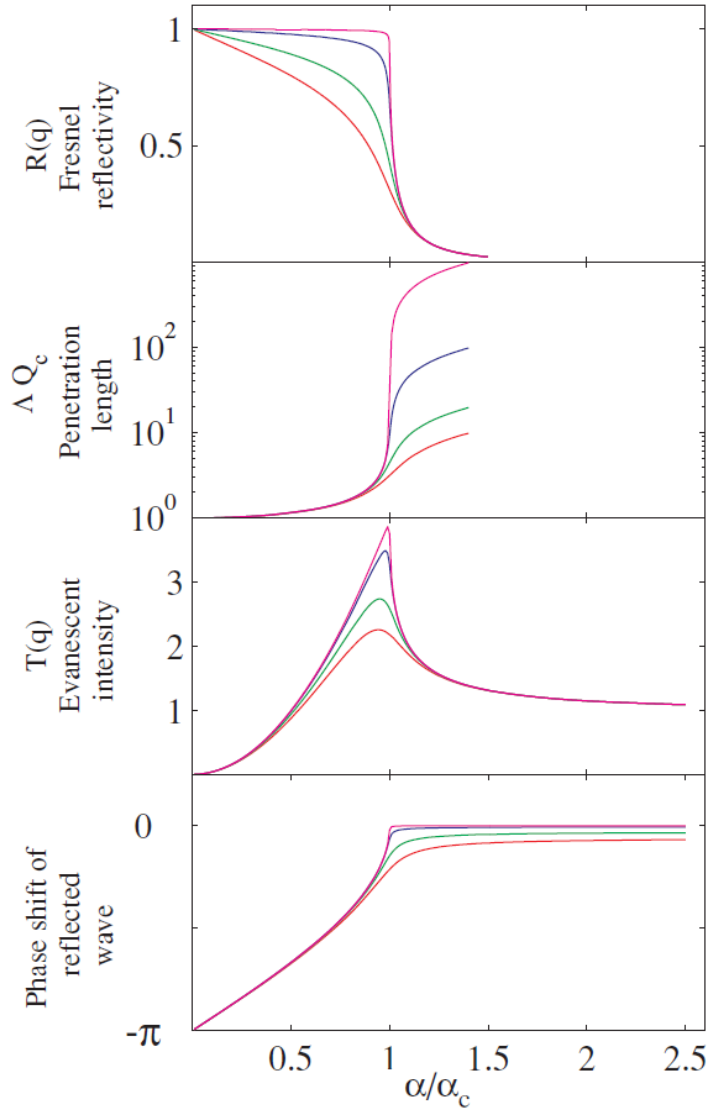 R(q)
Fresnel
reflectivity
1
0.5
Λ Q_c
Penetration
length
10^2
10^1
10^0
T(q)
Evanescent
intensity
3
2
1
Phase shift of
reflected
wave
0
-π
0.5 1 1.5 2 2.5
α/α_c